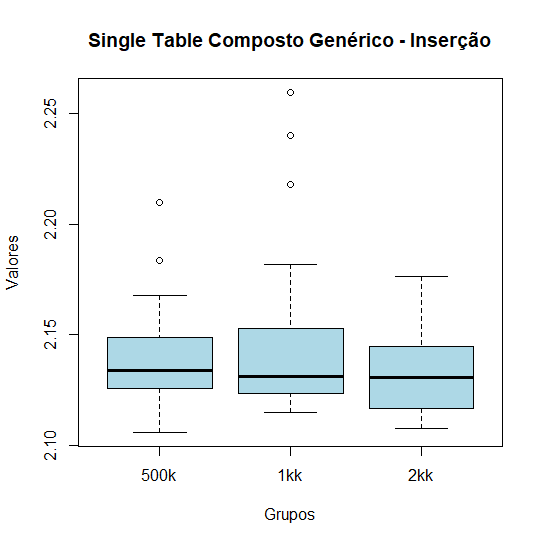 Single Table Composto Genérico - Inserção
Valores
2.25
2.20
2.15
2.10
500k
1kk
2kk
Grupos